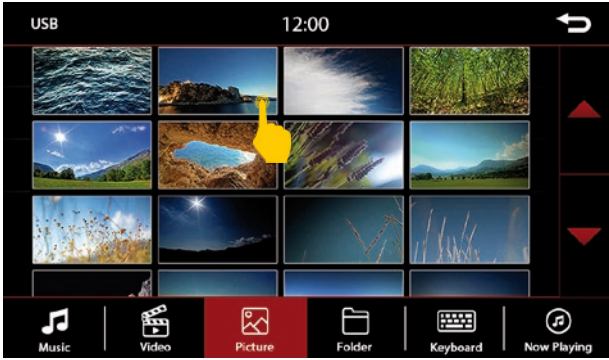 USB
12:00
Music
Video
Picture
Folder
Keyboard
Now Playing